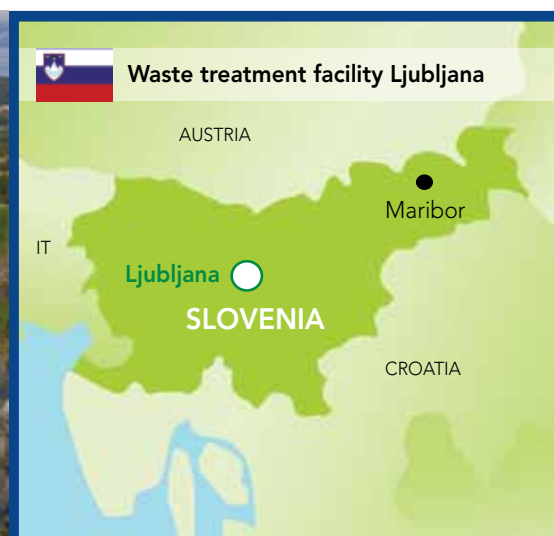 Waste treatment facility Ljubljana
AUSTRIA
Maribor
IT
Ljubljana
SLOVENIA
CROATIA